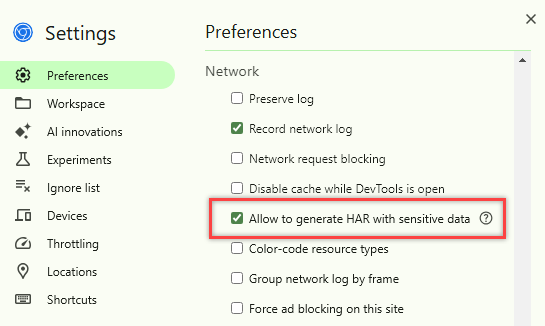 Settings
Preferences
Workspace
AI innovations
Experiments
Ignore list
Devices
Throttling
Locations
Shortcuts
Preferences
Network
Preserve log
Record network log
Network request blocking
Disable cache while DevTools is open
Allow to generate HAR with sensitive data
Color-code resource types
Group network log by frame
Force ad blocking on this site